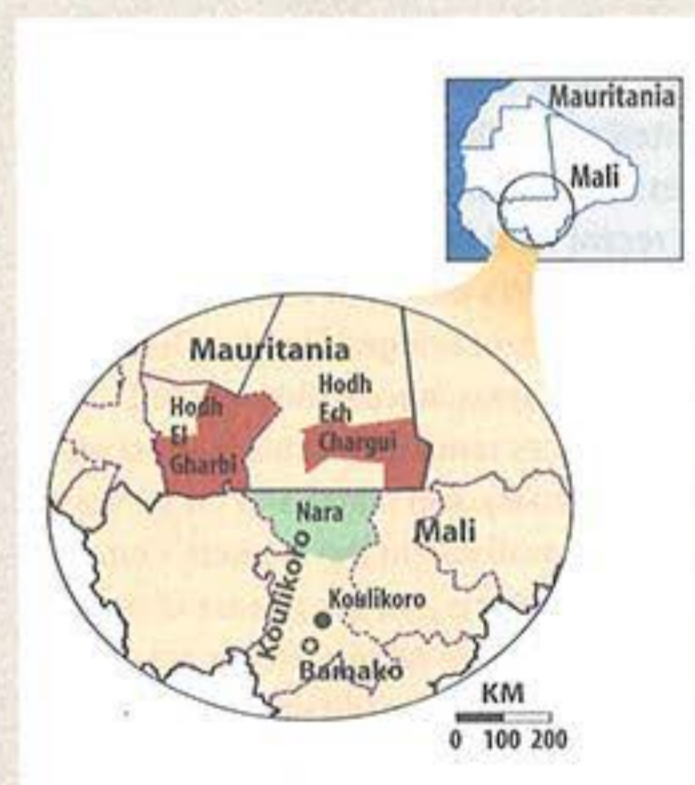 Mauritania
Mali
Mauritania
Hodh
El
Gharbi
Hodh
Ech
Chargui
Nara
Mali
Koulikoro
Koulikoro
Bamako
KM
0 100 200